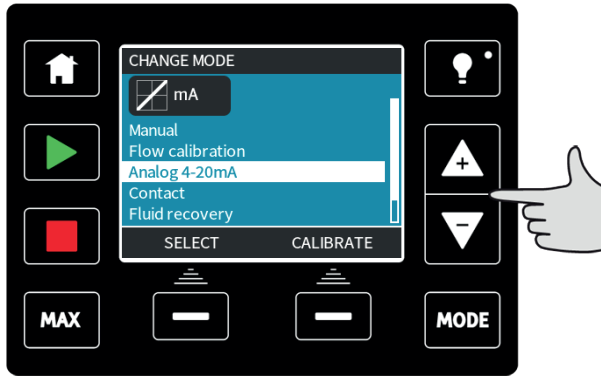 CHANGE MODE
mA
Manual
Flow calibration
Analog 4-20mA
Contact
Fluid recovery
SELECT CALIBRATE
+
−
MAX
MODE